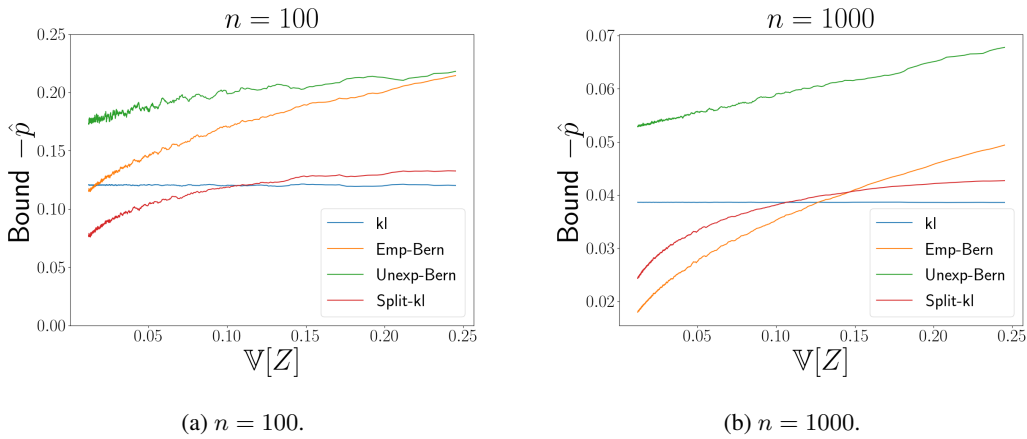 n = 100
n = 1000
Bound −p̂
0.25
0.20
0.15
0.10
0.05
0.00
kl
Emp-Bern
Unexp-Bern
Split-kl
0.05 0.10 0.15 0.20 0.25
𝕍[Z]
Bound −p̂
0.07
0.06
0.05
0.04
0.03
0.02
kl
Emp-Bern
Unexp-Bern
Split-kl
0.05 0.10 0.15 0.20 0.25
𝕍[Z]
(a) n = 100.
(b) n = 1000.